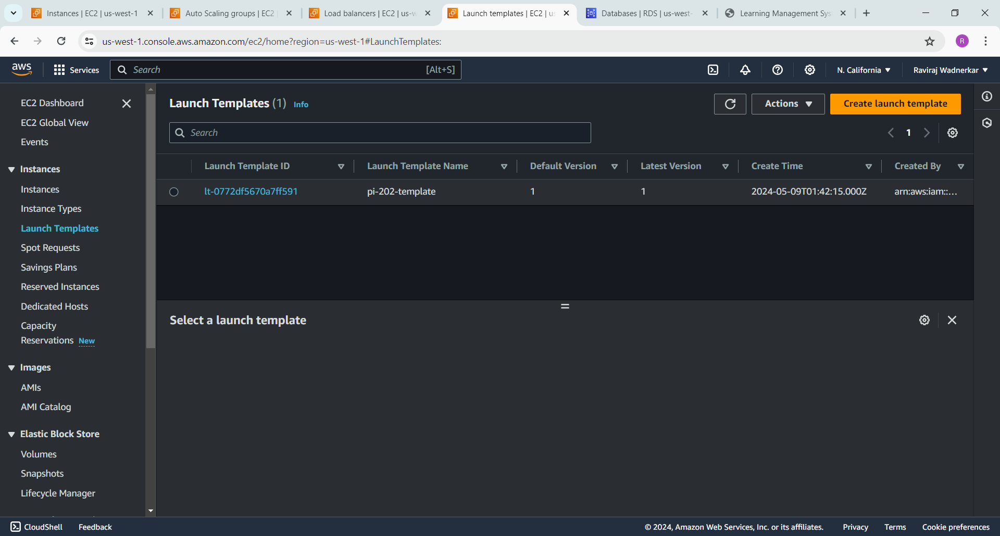 Instances | EC2 | us-west-1
Auto Scaling groups | EC2
Load balancers | EC2 | us-w
Launch templates | EC2 | us
Databases | RDS | us-west-
Learning Management Sys
us-west-1.console.aws.amazon.com/ec2/home?region=us-west-1#LaunchTemplates:
R
aws
Services
Search
[Alt+S]
N. California
Raviraj Wadnerkar
EC2 Dashboard
EC2 Global View
Events
Instances
Instances
Instance Types
Launch Templates
Spot Requests
Savings Plans
Reserved Instances
Dedicated Hosts
Capacity
Reservations New
Images
AMIs
AMI Catalog
Elastic Block Store
Volumes
Snapshots
Lifecycle Manager
Launch Templates (1) Info
Actions
Create launch template
Search
1
Launch Template ID
Launch Template Name
Default Version
Latest Version
Create Time
Created By
lt-0772df5670a7ff591
pi-202-template
1
1
2024-05-09T01:42:15.000Z
arn:aws:iam::...
Select a launch template
CloudShell
Feedback
© 2024, Amazon Web Services, Inc. or its affiliates.
Privacy
Terms
Cookie preferences